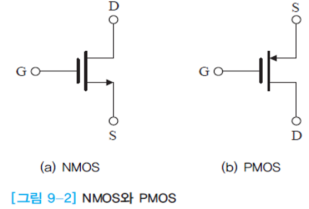 D S
G G
S D
(a) NMOS (b) PMOS
[그림 9-2] NMOS와 PMOS